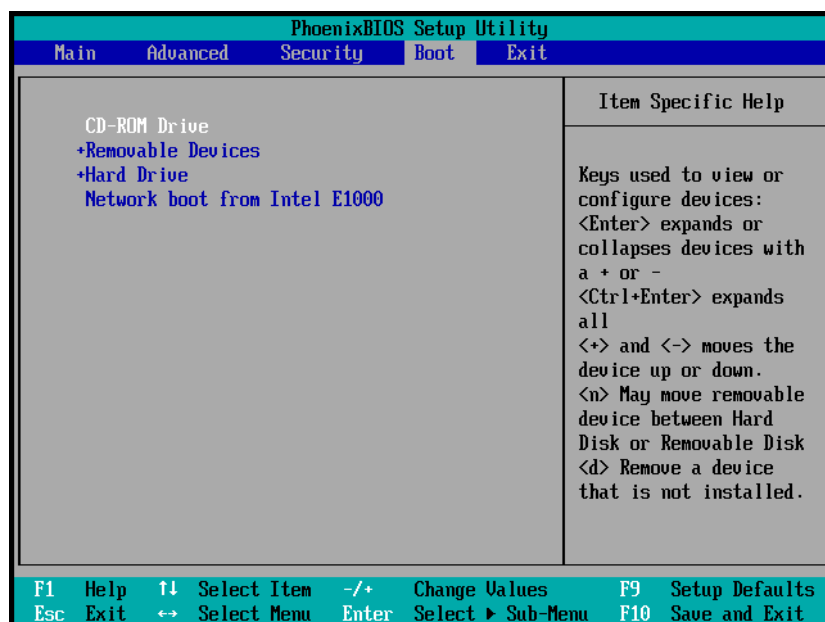 PhoenixBIOS Setup Utility
Main Advanced Security Boot Exit
CD-ROM Drive
+Removable Devices
+Hard Drive
Network boot from Intel E1000
Item Specific Help
Keys used to view or
configure devices:
<Enter> expands or
collapses devices with
a + or -
<Ctrl+Enter> expands
all
<+> and <-> moves the
device up or down.
<n> May move removable
device between Hard
Disk or Removable Disk
<d> Remove a device
that is not installed.
F1 Help ↑↓ Select Item -/+ Change Values F9 Setup Defaults
Esc Exit ↔ Select Menu Enter Select ▶ Sub-Menu F10 Save and Exit